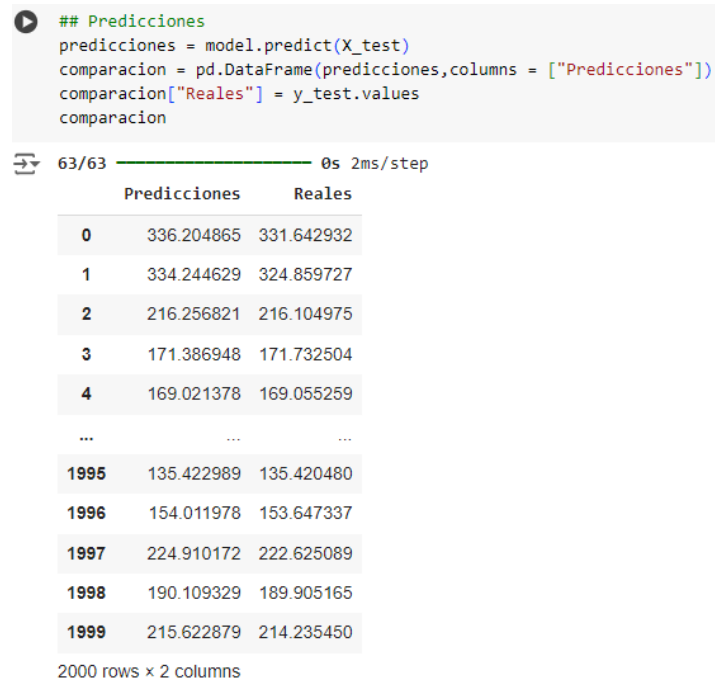 ## Predicciones
predicciones = model.predict(X_test)
comparacion = pd.DataFrame(predicciones,columns = ["Predicciones"])
comparacion["Reales"] = y_test.values
comparacion
63/63 ━━━━━━━━━━━━━━━━━━━━ 0s 2ms/step
Predicciones Reales
0 336.204865 331.642932
1 334.244629 324.859727
2 216.256821 216.104975
3 171.386948 171.732504
4 169.021378 169.055259
... ... ...
1995 135.422989 135.420480
1996 154.011978 153.647337
1997 224.910172 222.625089
1998 190.109329 189.905165
1999 215.622879 214.235450
2000 rows × 2 columns